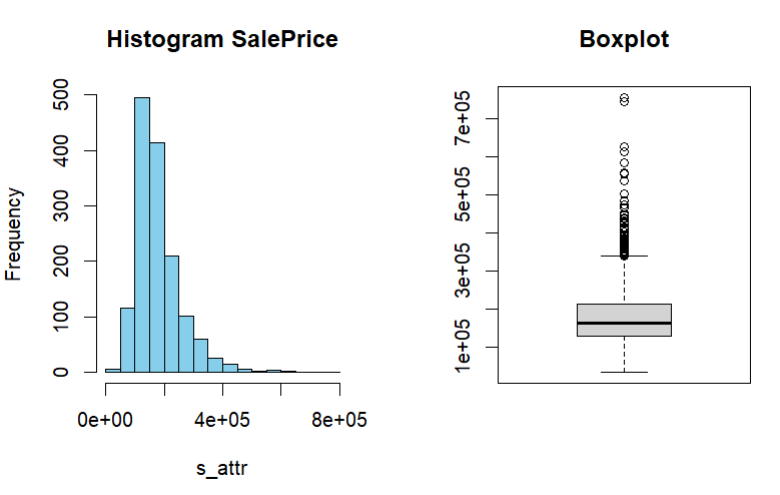 Histogram SalePrice
Frequency
0
100
200
300
400
500
0e+00 4e+05 8e+05
s_attr
Boxplot
1e+05
3e+05
5e+05
7e+05